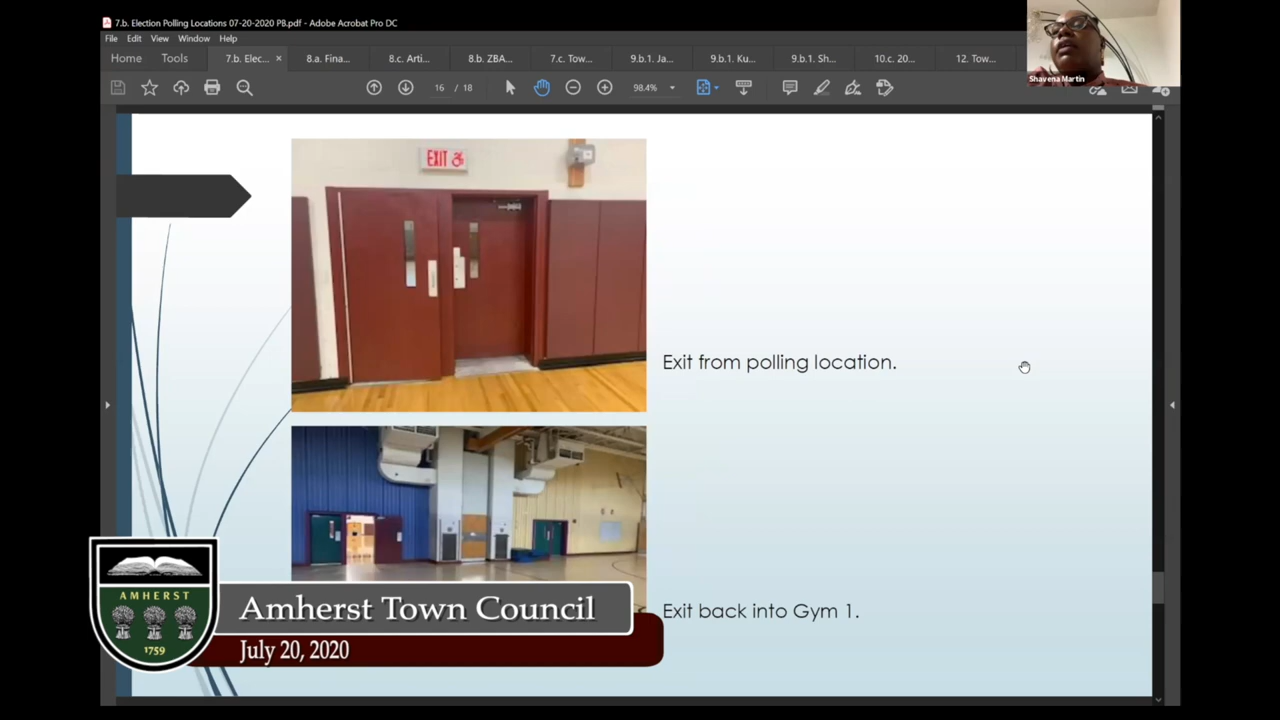 7.b. Election Polling Locations 07-20-2020 PB.pdf - Adobe Acrobat Pro DC
File Edit View Window Help
Home Tools 7.b. Elec... × 8.a. Fina... 8.c. Arti... 8.b. ZBA... 7.c. Tow... 9.b.1. Ja... 9.b.1. Ku... 9.b.1. Sh... 10.c. 20... 12. Tow...
Shavena Martin
16 / 18 98.4%
EXIT
Exit from polling location.
Exit back into Gym 1.
AMHERST
1759
Amherst Town Council
July 20, 2020